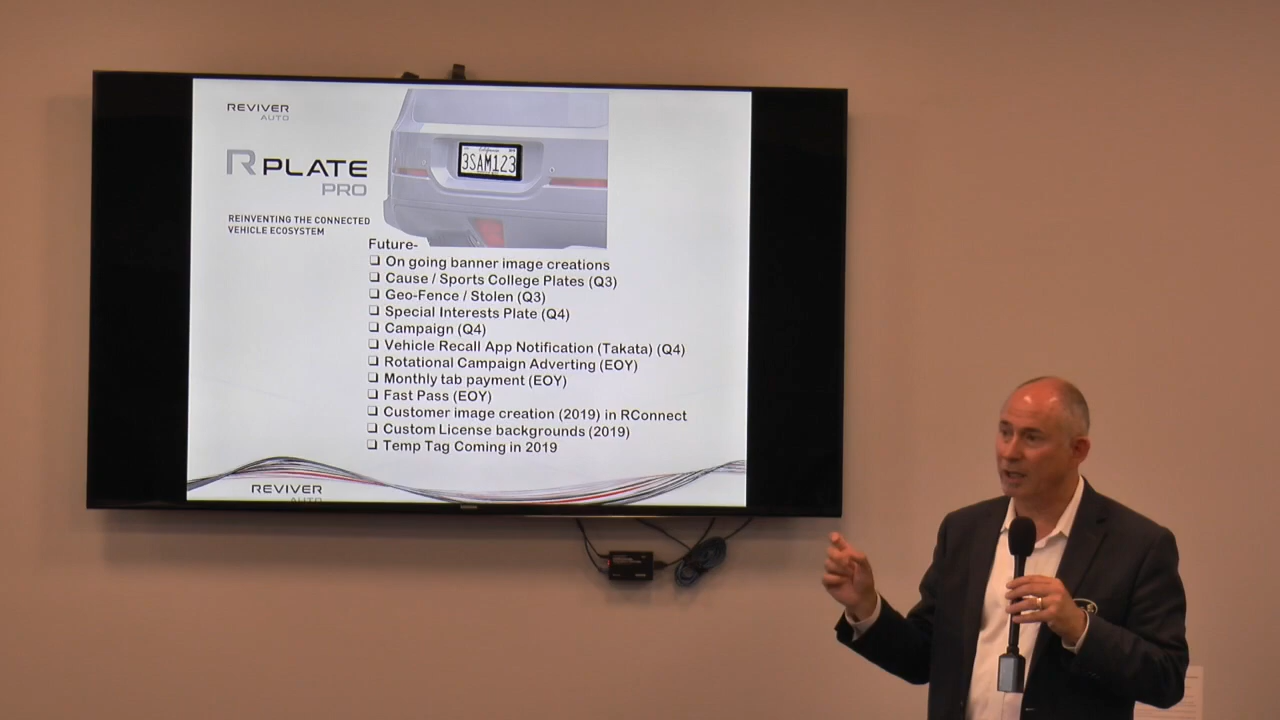 REVIVER
AUTO
R PLATE
PRO
REINVENTING THE CONNECTED
VEHICLE ECOSYSTEM
California
3SAM123
Future-
❑ On going banner image creations
❑ Cause / Sports College Plates (Q3)
❑ Geo-Fence / Stolen (Q3)
❑ Special Interests Plate (Q4)
❑ Campaign (Q4)
❑ Vehicle Recall App Notification (Takata) (Q4)
❑ Rotational Campaign Adverting (EOY)
❑ Monthly tab payment (EOY)
❑ Fast Pass (EOY)
❑ Customer image creation (2019) in RConnect
❑ Custom License backgrounds (2019)
❑ Temp Tag Coming in 2019
REVIVER
AUTO